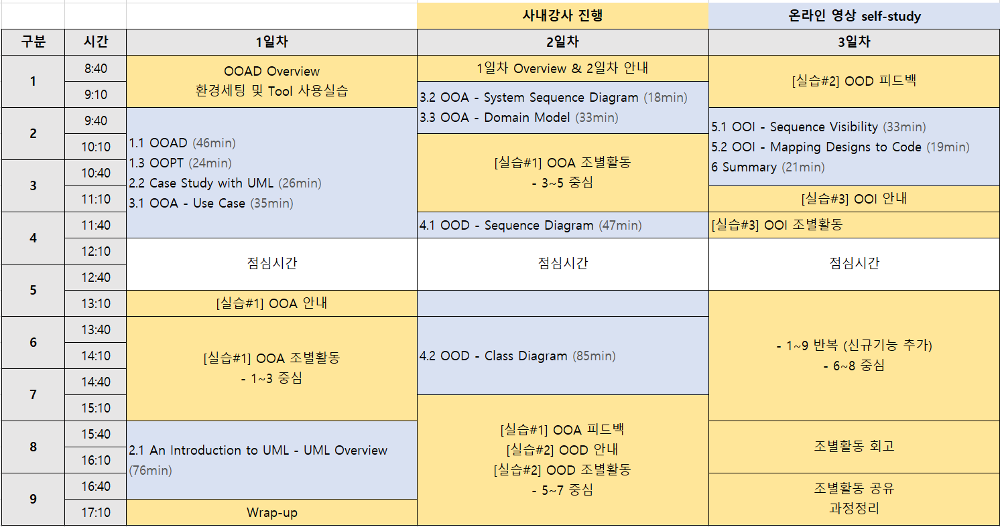 사내강사 진행
온라인 영상 self-study
구분
시간
1일차
2일차
3일차
1
8:40
9:10
OOAD Overview
환경세팅 및 Tool 사용실습
1일차 Overview & 2일차 안내
[실습#2] OOD 피드백
3.2 OOA - System Sequence Diagram (18min)
3.3 OOA - Domain Model (33min)
2
9:40
10:10
1.1 OOAD (46min)
1.3 OOPT (24min)
2.2 Case Study with UML (26min)
3.1 OOA - Use Case (35min)
5.1 OOI - Sequence Visibility (33min)
5.2 OOI - Mapping Designs to Code (19min)
6 Summary (21min)
[실습#1] OOA 조별활동
- 3~5 중심
3
10:40
11:10
[실습#3] OOI 안내
4
11:40
12:10
4.1 OOD - Sequence Diagram (47min)
[실습#3] OOI 조별활동
점심시간
점심시간
점심시간
5
12:40
13:10
[실습#1] OOA 안내
6
13:40
14:10
[실습#1] OOA 조별활동
- 1~3 중심
4.2 OOD - Class Diagram (85min)
- 1~9 반복 (신규기능 추가)
- 6~8 중심
7
14:40
15:10
[실습#1] OOA 피드백
[실습#2] OOD 안내
[실습#2] OOD 조별활동
- 5~7 중심
8
15:40
16:10
2.1 An Introduction to UML - UML Overview
(76min)
조별활동 회고
9
16:40
17:10
Wrap-up
조별활동 공유
과정정리